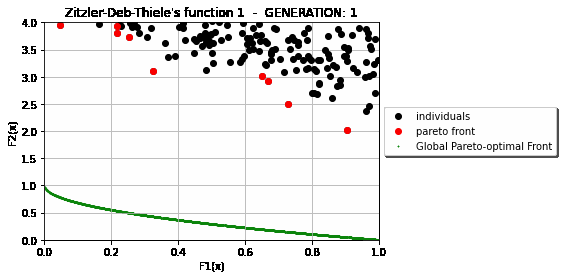 Zitzler-Deb-Thiele's function 1 - GENERATION: 1
4.0
3.5
3.0
2.5
2.0
1.5
1.0
0.5
0.0
F2(x)
0.0 0.2 0.4 0.6 0.8 1.0
F1(x)
individuals
pareto front
Global Pareto-optimal Front